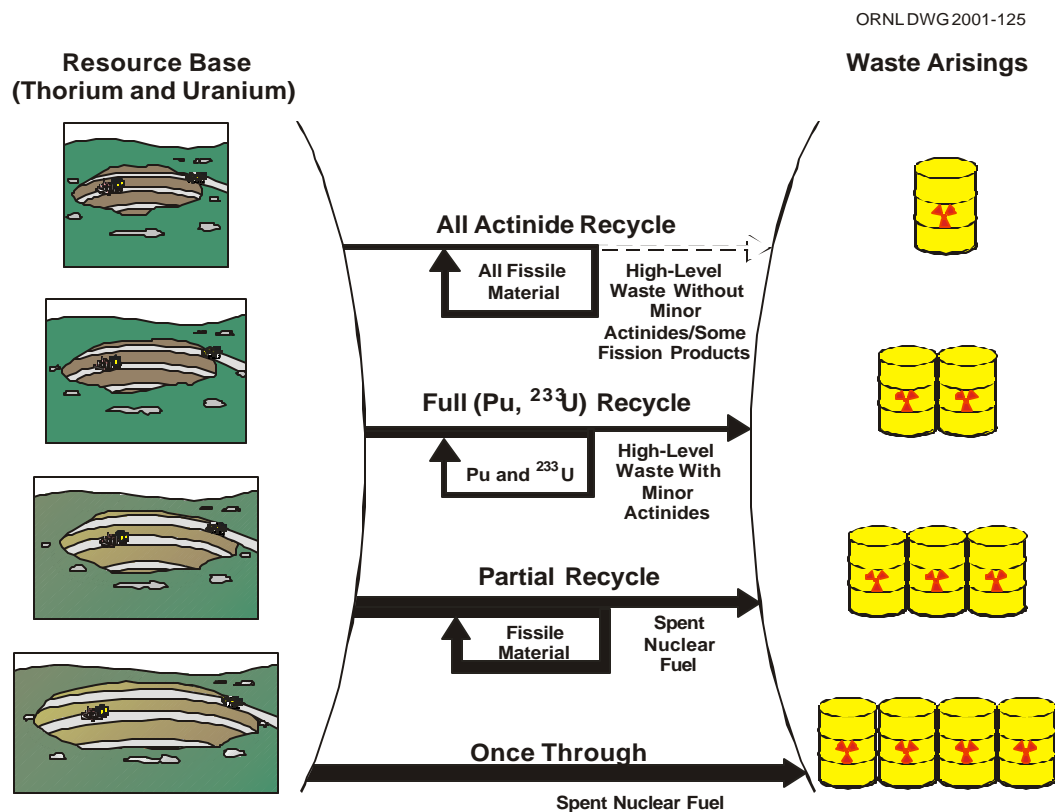 ORNL DWG 2001-125
Resource Base
(Thorium and Uranium)
Waste Arisings
All Actinide Recycle
All Fissile
Material
High-Level
Waste Without
Minor
Actinides/Some
Fission Products
Full (Pu, ²³³U) Recycle
Pu and ²³³U
High-Level
Waste With
Minor
Actinides
Partial Recycle
Fissile
Material
Spent
Nuclear
Fuel
Once Through
Spent Nuclear Fuel